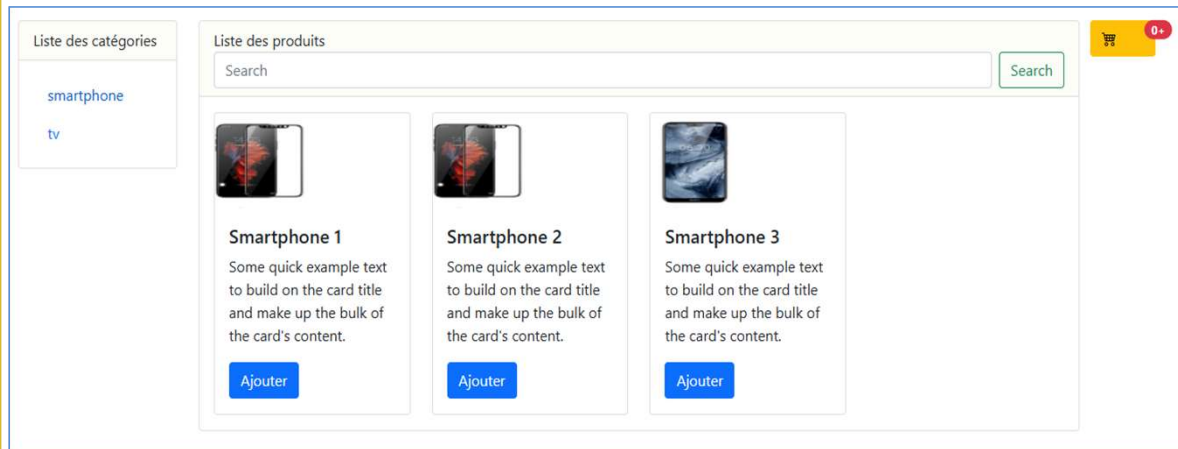 Liste des catégories
smartphone
tv
Liste des produits
Search
Search
Smartphone 1
Some quick example text
to build on the card title
and make up the bulk of
the card's content.
Ajouter
Smartphone 2
Some quick example text
to build on the card title
and make up the bulk of
the card's content.
Ajouter
Smartphone 3
Some quick example text
to build on the card title
and make up the bulk of
the card's content.
Ajouter
0+